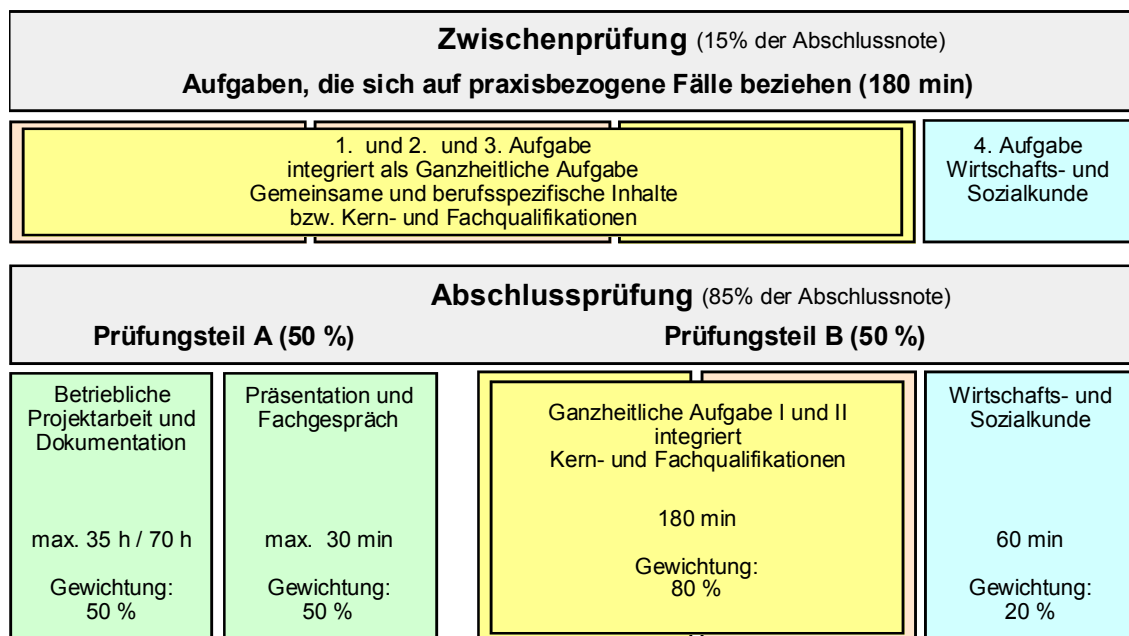 Zwischenprüfung (15% der Abschlussnote)
Aufgaben, die sich auf praxisbezogene Fälle beziehen (180 min)
1. und 2. und 3. Aufgabe
integriert als Ganzheitliche Aufgabe
Gemeinsame und berufsspezifische Inhalte
bzw. Kern- und Fachqualifikationen
4. Aufgabe
Wirtschafts- und
Sozialkunde
Abschlussprüfung (85% der Abschlussnote)
Prüfungsteil A (50 %)
Prüfungsteil B (50 %)
Betriebliche
Projektarbeit und
Dokumentation
max. 35 h / 70 h
Gewichtung:
50 %
Präsentation und
Fachgespräch
max. 30 min
Gewichtung:
50 %
Ganzheitliche Aufgabe I und II
integriert
Kern- und Fachqualifikationen
180 min
Gewichtung:
80 %
Wirtschafts- und
Sozialkunde
60 min
Gewichtung:
20 %